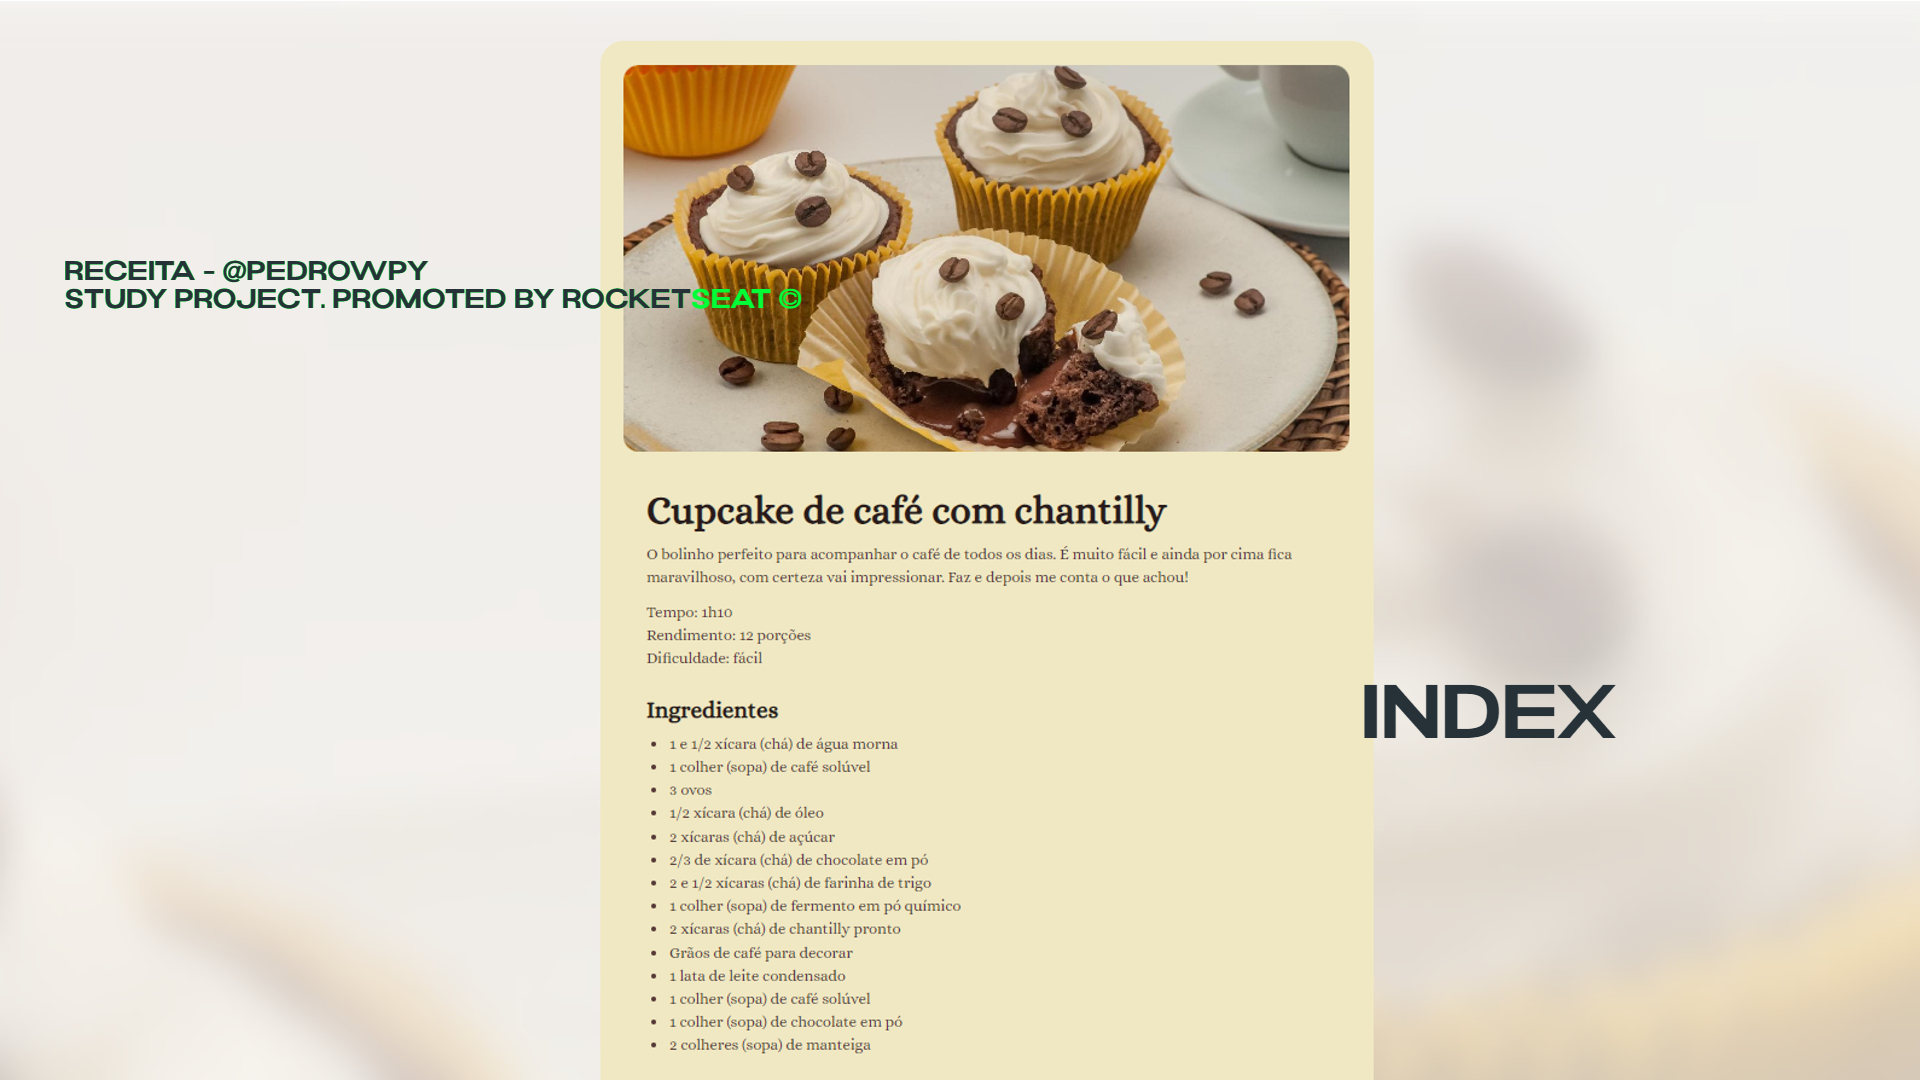 RECEITA - @PEDROWPY
STUDY PROJECT. PROMOTED BY ROCKETSEAT ©
Cupcake de café com chantilly
O bolinho perfeito para acompanhar o café de todos os dias. É muito fácil e ainda por cima fica
maravilhoso, com certeza vai impressionar. Faz e depois me conta o que achou!
Tempo: 1h10
Rendimento: 12 porções
Dificuldade: fácil
Ingredientes
• 1 e 1/2 xícara (chá) de água morna
• 1 colher (sopa) de café solúvel
• 3 ovos
• 1/2 xícara (chá) de óleo
• 2 xícaras (chá) de açúcar
• 2/3 de xícara (chá) de chocolate em pó
• 2 e 1/2 xícaras (chá) de farinha de trigo
• 1 colher (sopa) de fermento em pó químico
• 2 xícaras (chá) de chantilly pronto
• Grãos de café para decorar
• 1 lata de leite condensado
• 1 colher (sopa) de café solúvel
• 1 colher (sopa) de chocolate em pó
• 2 colheres (sopa) de manteiga
INDEX